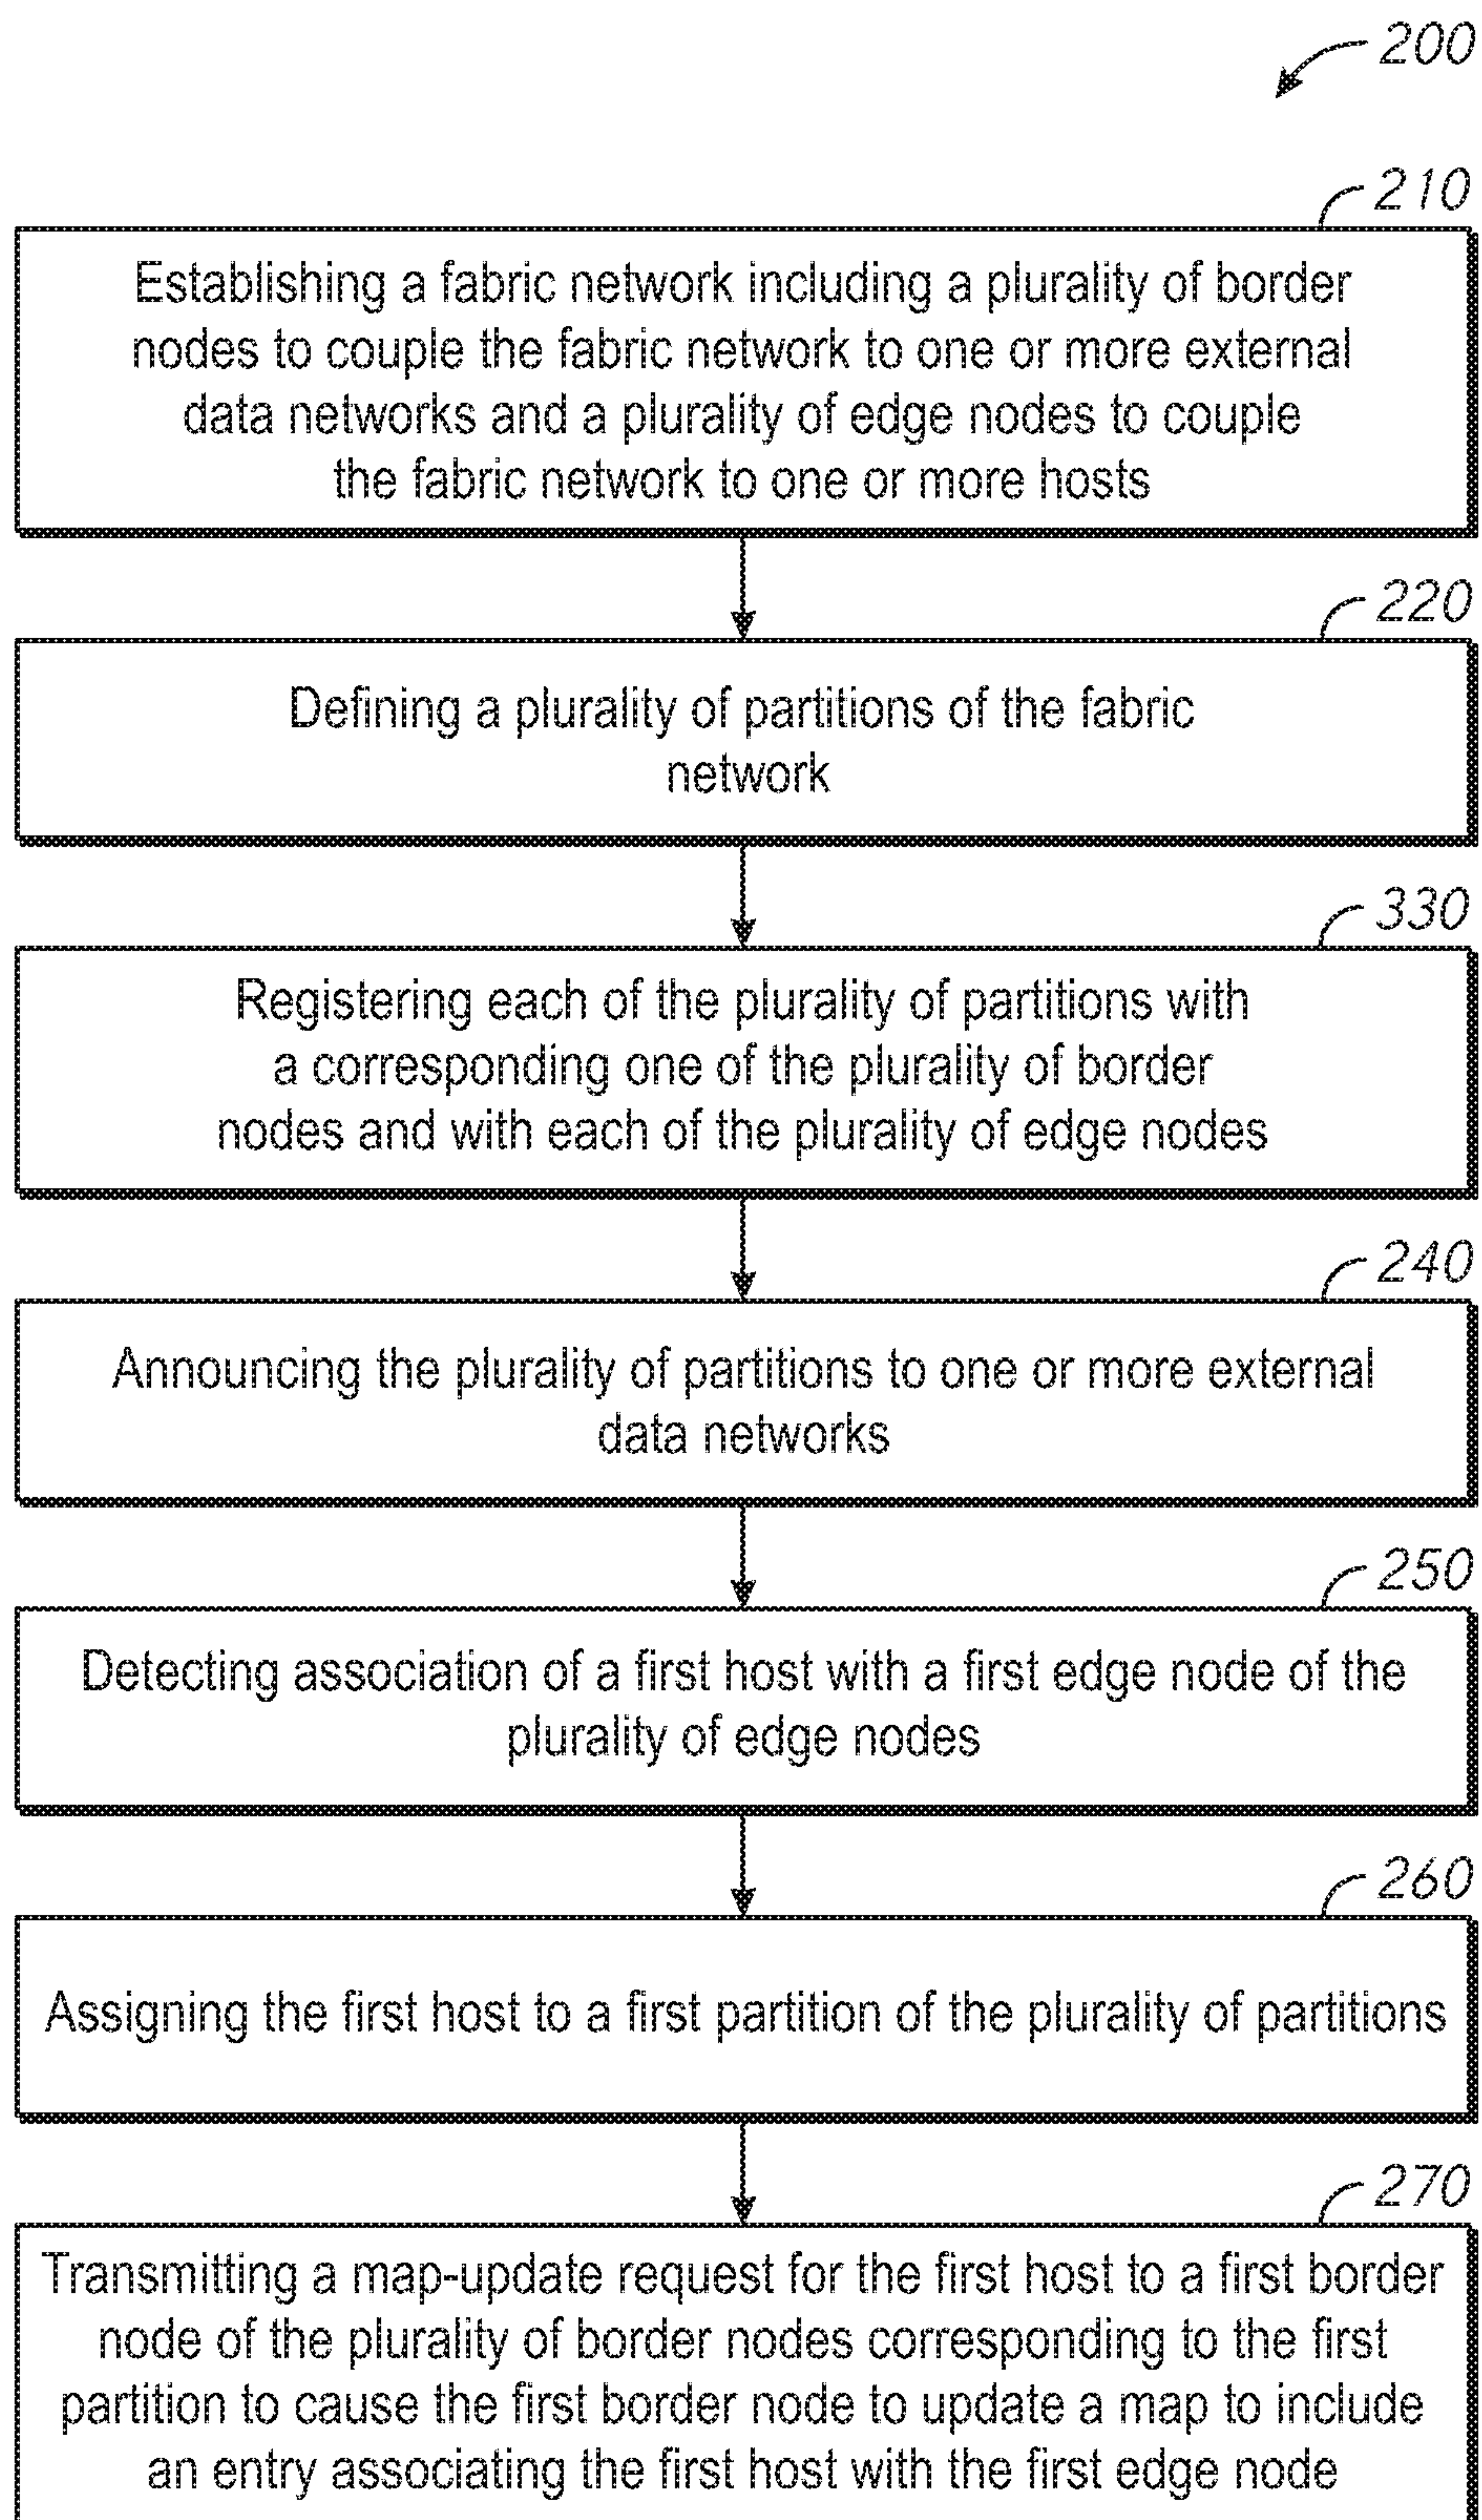 200
210
Establishing a fabric network including a plurality of border
nodes to couple the fabric network to one or more external
data networks and a plurality of edge nodes to couple
the fabric network to one or more hosts
220
Defining a plurality of partitions of the fabric
network
330
Registering each of the plurality of partitions with
a corresponding one of the plurality of border
nodes and with each of the plurality of edge nodes
240
Announcing the plurality of partitions to one or more external
data networks
250
Detecting association of a first host with a first edge node of the
plurality of edge nodes
260
Assigning the first host to a first partition of the plurality of partitions
270
Transmitting a map-update request for the first host to a first border
node of the plurality of border nodes corresponding to the first
partition to cause the first border node to update a map to include
an entry associating the first host with the first edge node